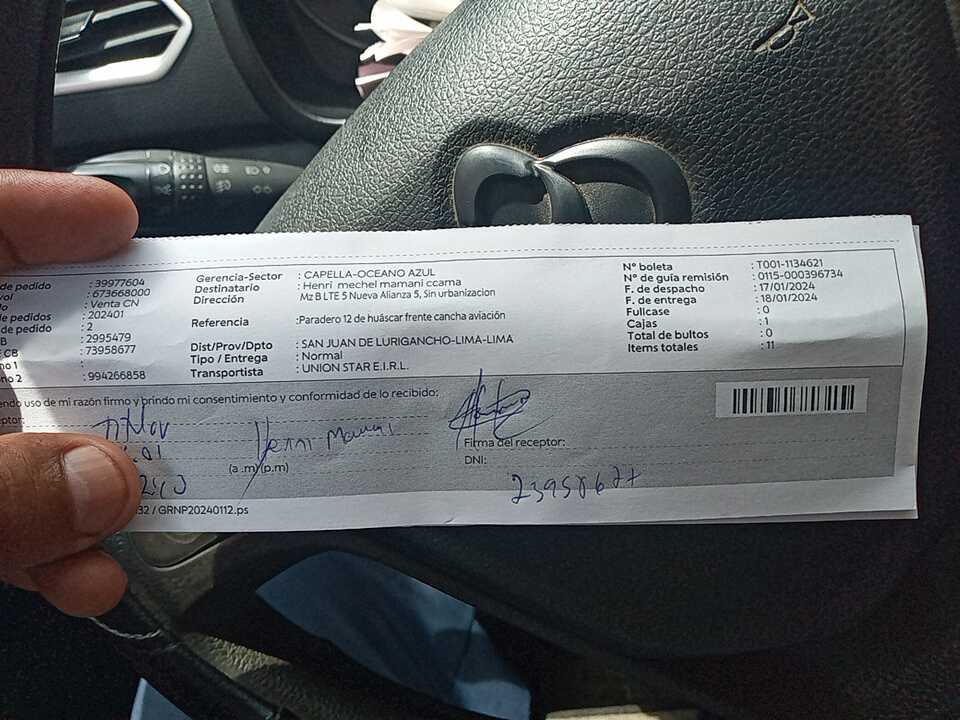 de pedido : 39977604
: 673668000
: Venta CN
de pedidos : 202401
de pedido : 2
: 2995479
CB : 73958677
no 1 :
no 2 : 994266858
Gerencia-Sector : CAPELLA-OCEANO AZUL
Destinatario : Henri mechel mamani ccama
Dirección Mz B LTE 5 Nueva Alianza 5, Sin urbanizacion
Referencia :Paradero 12 de huáscar frente cancha aviación
Dist/Prov/Dpto : SAN JUAN DE LURIGANCHO-LIMA-LIMA
Tipo / Entrega : Normal
Transportista : UNION STAR E.I.R.L.
N° boleta : T001-1134621
N° de guía remisión : 0115-000396734
F. de despacho : 17/01/2024
F. de entrega : 18/01/2024
Fullcase : 0
Cajas : 1
Total de bultos : 0
Items totales : 11
endo uso de mi razón firmo y brindo mi consentimiento y conformidad de lo recibido:
ptor:
Henri Mamani
(a .m) (p.m)
Firma del receptor:
DNI:
32 / GRNP20240112.ps